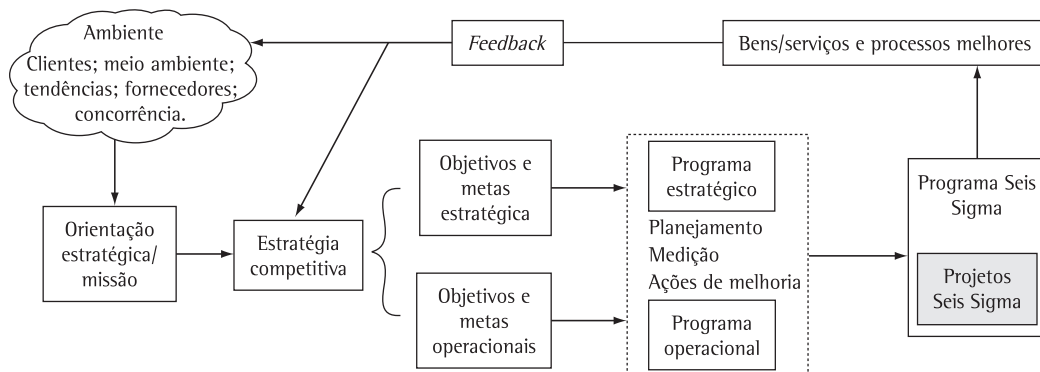 Ambiente
Clientes; meio ambiente;
tendências; fornecedores;
concorrência.
Feedback
Bens/serviços e processos melhores
Orientação
estratégica/
missão
Estratégia
competitiva
Objetivos e
metas
estratégica
Objetivos e
metas
operacionais
Programa
estratégico
Planejamento
Medição
Ações de melhoria
Programa
operacional
Programa Seis
Sigma
Projetos
Seis Sigma